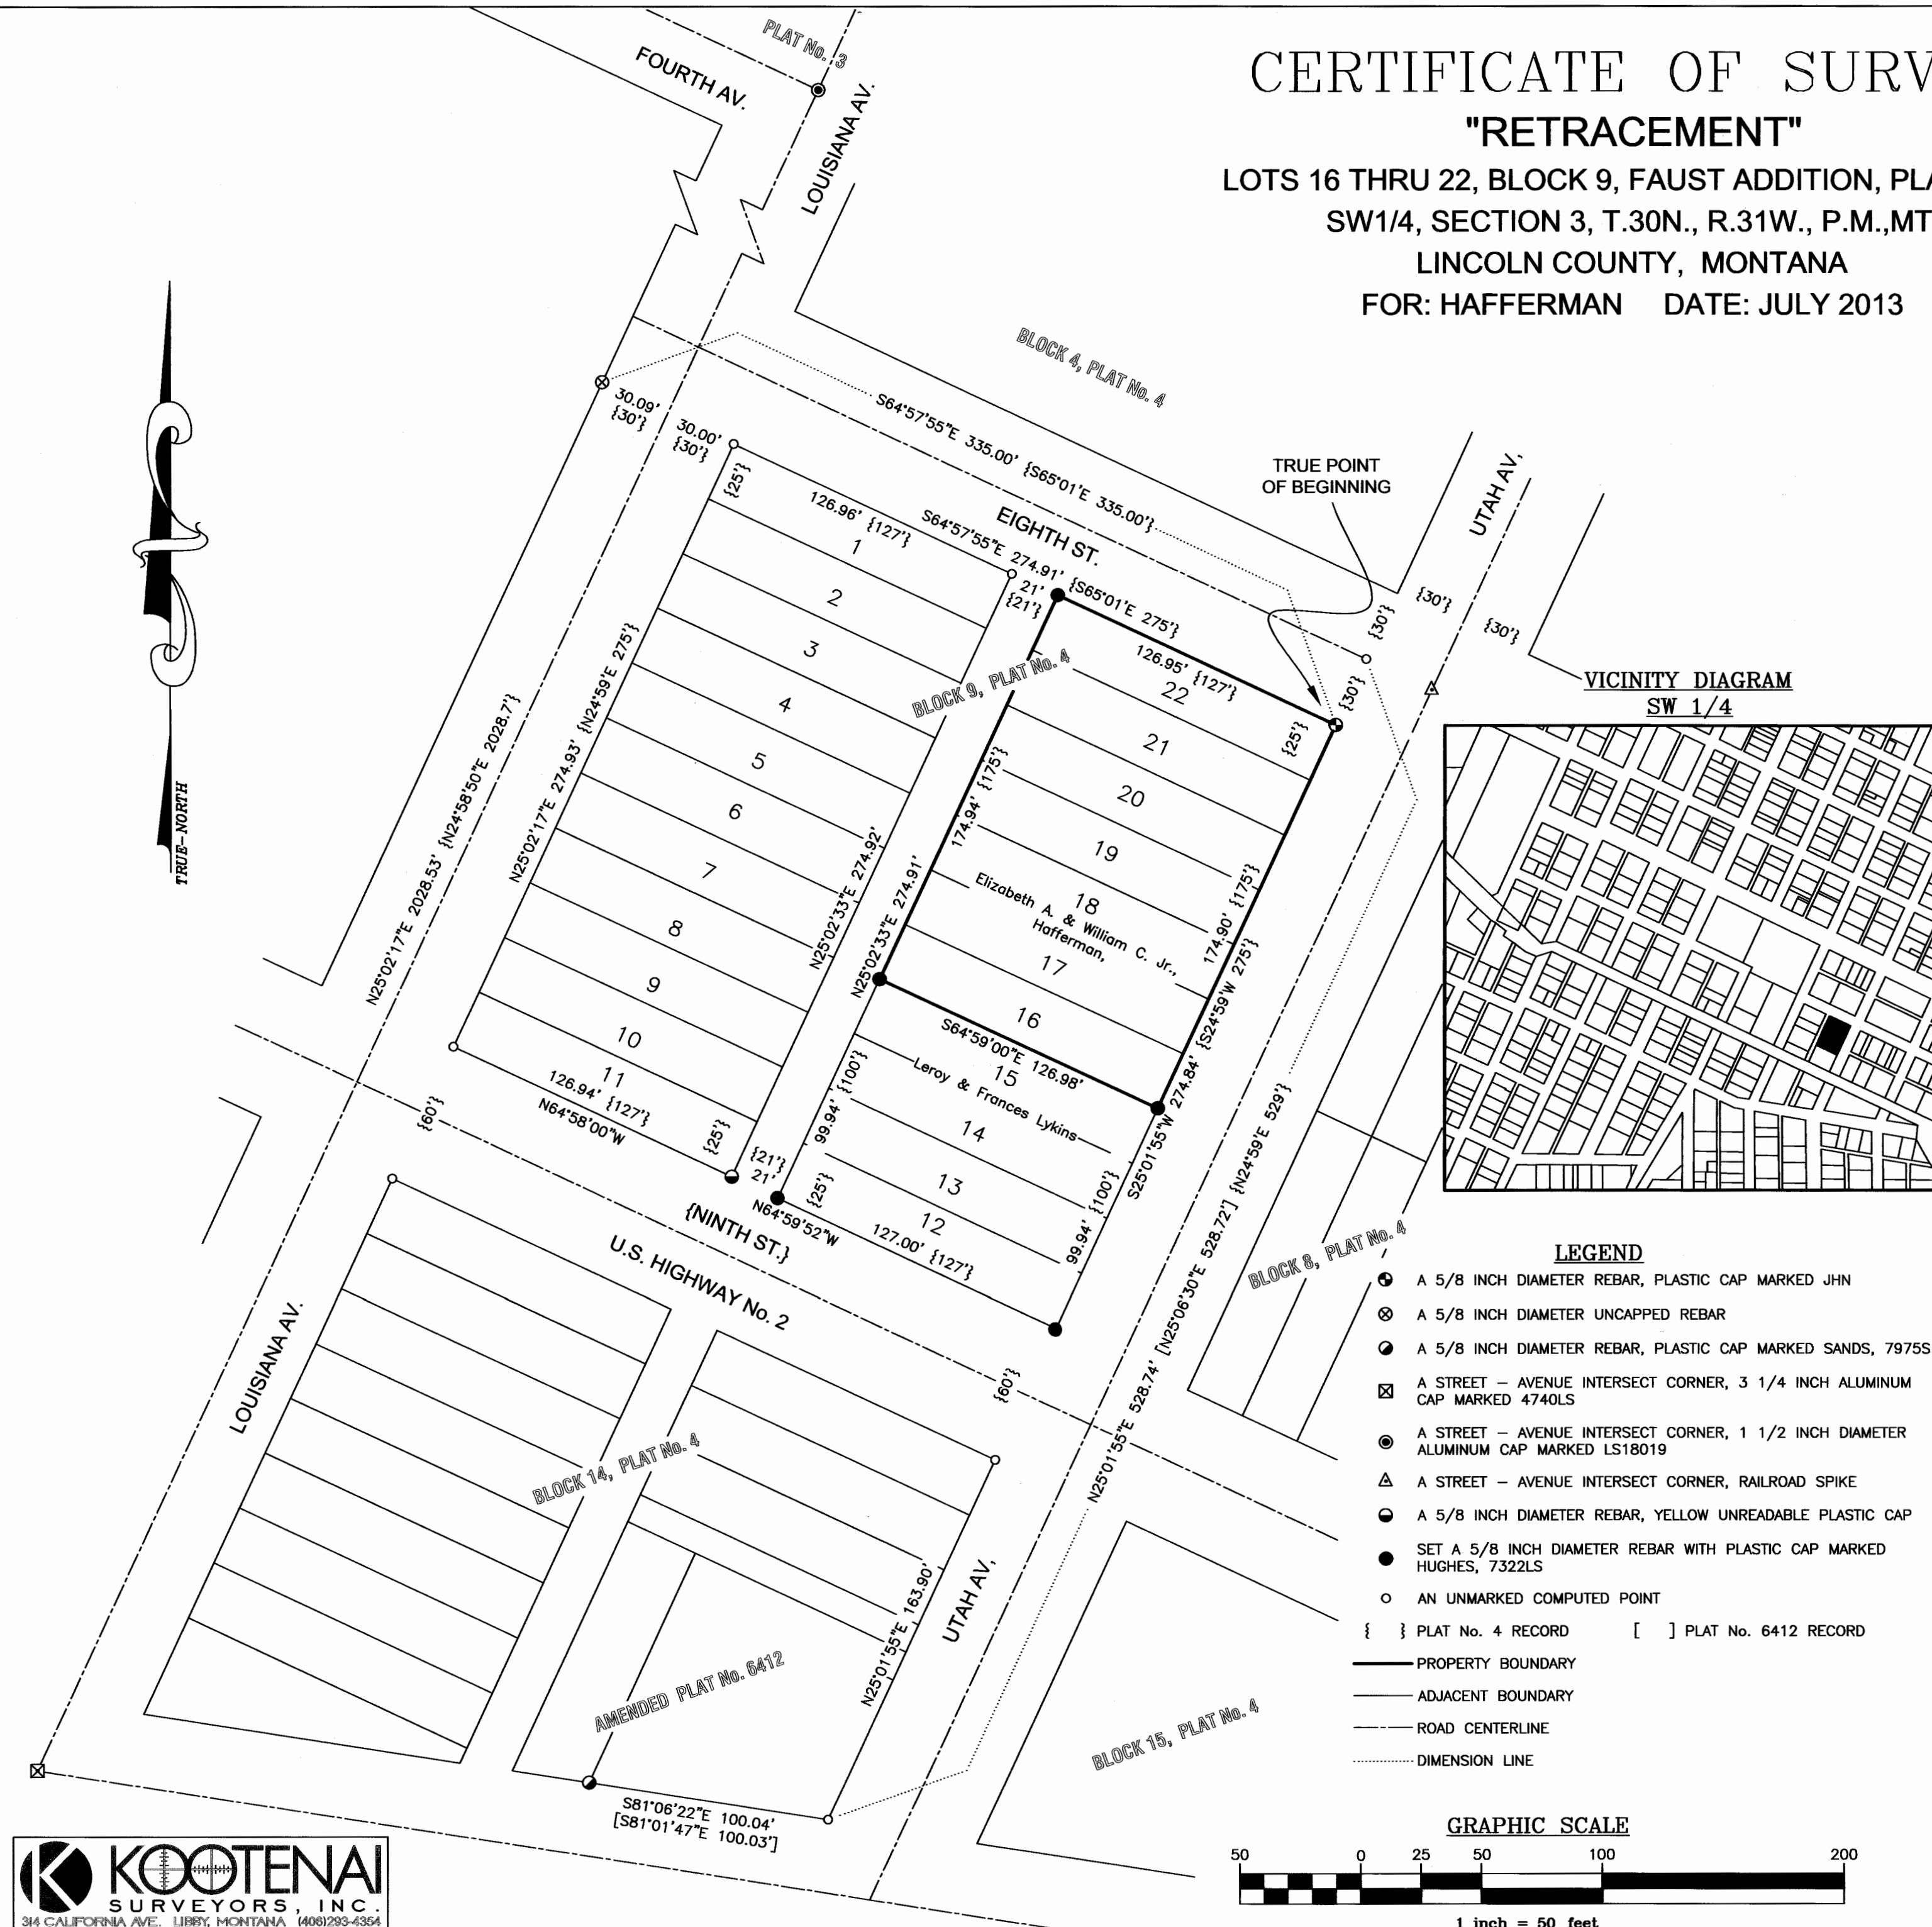 CERTIFICATE OF SURV
"RETRACEMENT"
LOTS 16 THRU 22, BLOCK 9, FAUST ADDITION, PLA
SW1/4, SECTION 3, T.30N., R.31W., P.M.,MT
LINCOLN COUNTY, MONTANA
FOR: HAFFERMAN DATE: JULY 2013
PLAT No. 3
FOURTH AV.
LOUISIANA AV.
BLOCK 4, PLAT No. 4
30.09'
{30'}
30.00'
{30'}
S64°57'55"E 335.00' {S65°01'E 335.00'}
TRUE POINT
OF BEGINNING
UTAH AV,
EIGHTH ST.
{25'}
126.96' {127'}
S64°57'55"E 274.91' {S65°01'E 275'}
21'
{21'}
{30'}
{30'}
{30'}
{30'}
126.95' {127'}
{25'}
1
2
3
4
5
6
7
8
9
10
11
22
21
20
19
18
17
16
15
14
13
12
BLOCK 9, PLAT No. 4
TRUE-NORTH
N25°02'17"E 2028.53' {N24°58'50"E 2028.7'}
N25°02'17"E 274.93' {N24°59'E 275'}
N25°02'33"E 274.92'
N25°02'33"E 274.91'
174.94' {175'}
174.90' {175'}
Elizabeth A. & William C. Jr.,
Hafferman,
S64°59'00"E 126.98'
Leroy & Frances Lykins
S25°01'55"W 274.84' {S24°59'W 275'}
99.94' {100'}
99.94' {100'}
126.94' {127'}
N64°58'00"W
{25'}
{21'}
21'
{25'}
N64°59'52"W
127.00' {127'}
{60'}
{60'}
{NINTH ST.}
U.S. HIGHWAY No. 2
N25°01'55"E 528.74' [N25°06'30"E 528.72'] {N24°59'E 529'}
BLOCK 8, PLAT No. 4
LOUISIANA AV.
BLOCK 14, PLAT No. 4
AMENDED PLAT No. 6412
N25°01'55"E 163.90'
UTAH AV,
BLOCK 15, PLAT No. 4
S81°06'22"E 100.04'
[S81°01'47"E 100.03']
VICINITY DIAGRAM
SW 1/4
LEGEND
A 5/8 INCH DIAMETER REBAR, PLASTIC CAP MARKED JHN
A 5/8 INCH DIAMETER UNCAPPED REBAR
A 5/8 INCH DIAMETER REBAR, PLASTIC CAP MARKED SANDS, 7975S
A STREET – AVENUE INTERSECT CORNER, 3 1/4 INCH ALUMINUM
CAP MARKED 4740LS
A STREET – AVENUE INTERSECT CORNER, 1 1/2 INCH DIAMETER
ALUMINUM CAP MARKED LS18019
A STREET – AVENUE INTERSECT CORNER, RAILROAD SPIKE
A 5/8 INCH DIAMETER REBAR, YELLOW UNREADABLE PLASTIC CAP
SET A 5/8 INCH DIAMETER REBAR WITH PLASTIC CAP MARKED
HUGHES, 7322LS
AN UNMARKED COMPUTED POINT
{ } PLAT No. 4 RECORD [ ] PLAT No. 6412 RECORD
PROPERTY BOUNDARY
ADJACENT BOUNDARY
ROAD CENTERLINE
DIMENSION LINE
GRAPHIC SCALE
50 0 25 50 100 200
1 inch = 50 feet
K KOOTENAI
SURVEYORS, INC.
314 CALIFORNIA AVE. LIBBY, MONTANA (406)293-4354